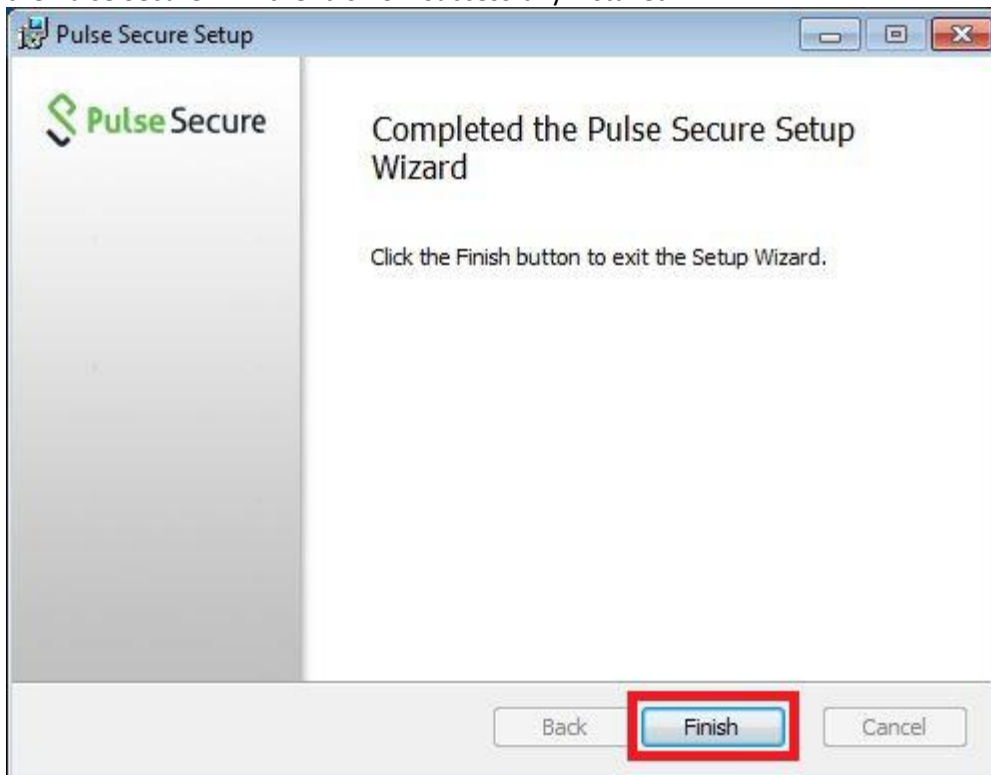 Pulse Secure Setup
Pulse Secure
Completed the Pulse Secure Setup
Wizard
Click the Finish button to exit the Setup Wizard.
Back
Finish
Cancel